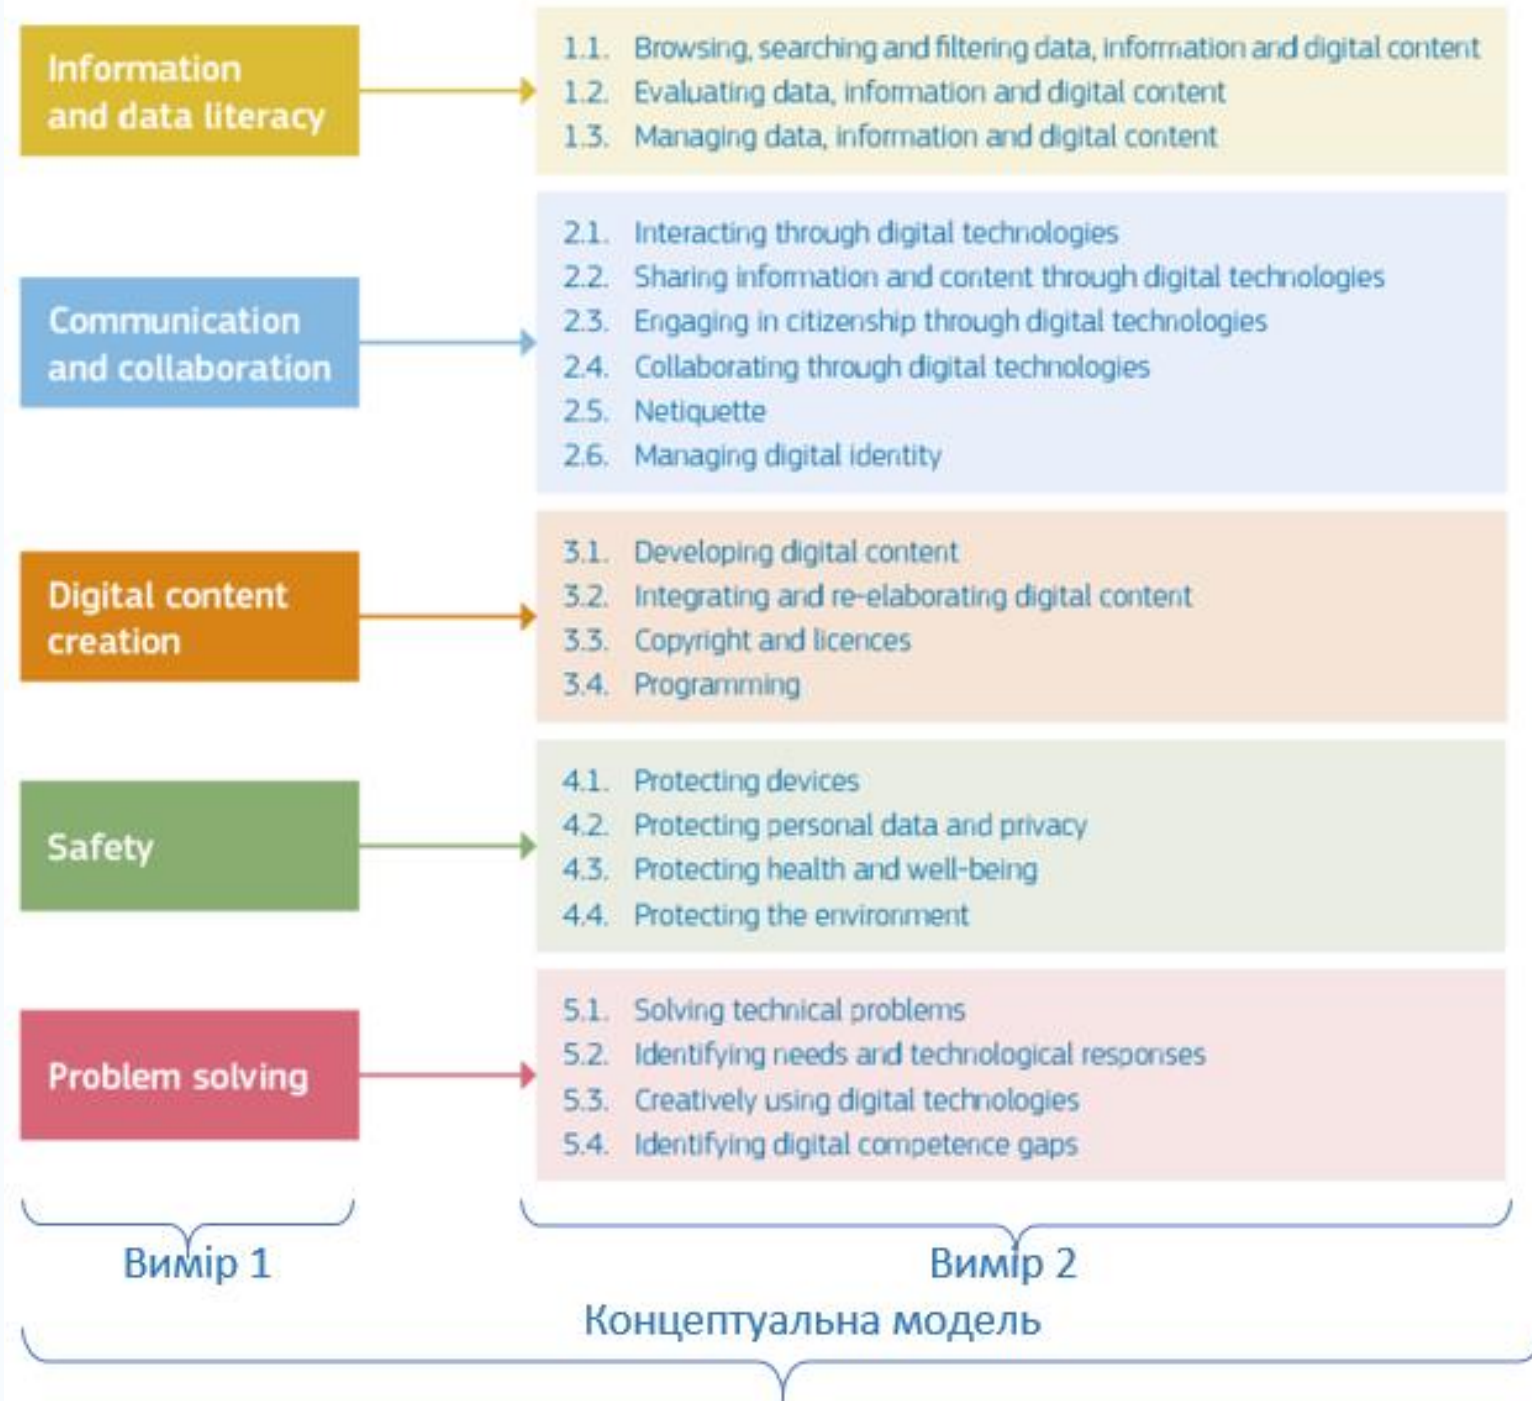 Information
and data literacy
1.1. Browsing, searching and filtering data, information and digital content
1.2. Evaluating data, information and digital content
1.3. Managing data, information and digital content
Communication
and collaboration
2.1. Interacting through digital technologies
2.2. Sharing information and content through digital technologies
2.3. Engaging in citizenship through digital technologies
2.4. Collaborating through digital technologies
2.5. Netiquette
2.6. Managing digital identity
Digital content
creation
3.1. Developing digital content
3.2. Integrating and re-elaborating digital content
3.3. Copyright and licences
3.4. Programming
Safety
4.1. Protecting devices
4.2. Protecting personal data and privacy
4.3. Protecting health and well-being
4.4. Protecting the environment
Problem solving
5.1. Solving technical problems
5.2. Identifying needs and technological responses
5.3. Creatively using digital technologies
5.4. Identifying digital competence gaps
Вимір 1
Вимір 2
Концептуальна модель